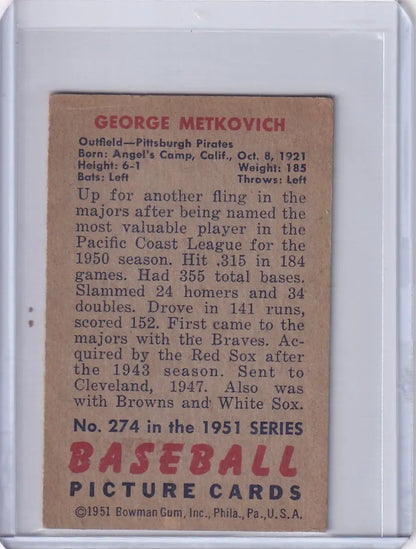 GEORGE METKOVICH
Outfield—Pittsburgh Pirates
Born: Angel's Camp, Calif., Oct. 8, 1921
Height: 6-1 Weight: 185
Bats: Left Throws: Left
Up for another fling in the
majors after being named the
most valuable player in the
Pacific Coast League for the
1950 season. Hit .315 in 184
games. Had 355 total bases.
Slammed 24 homers and 34
doubles. Drove in 141 runs,
scored 152. First came to the
majors with the Braves. Ac-
quired by the Red Sox after
the 1943 season. Sent to
Cleveland, 1947. Also was
with Browns and White Sox.
No. 274 in the 1951 SERIES
BASEBALL
PICTURE CARDS
©1951 Bowman Gum, Inc., Phila., Pa., U.S.A.